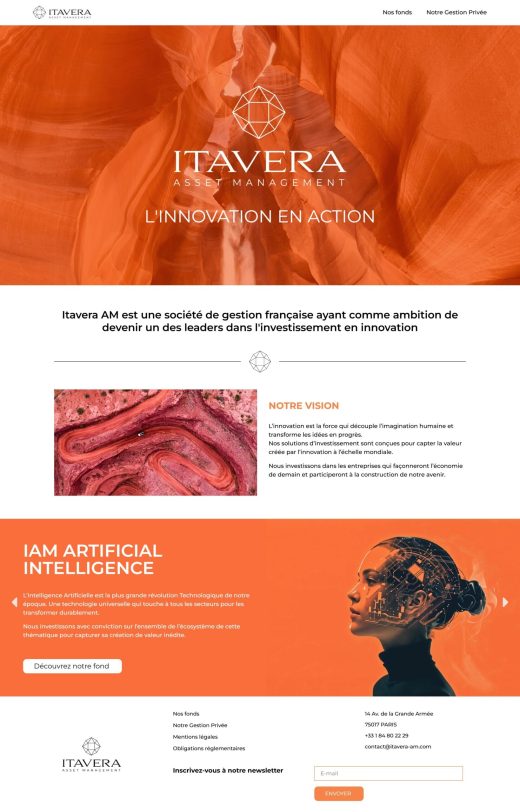 ITAVERA
ASSET MANAGEMENT
Nos fonds
Notre Gestion Privée
ITAVERA
ASSET MANAGEMENT
L'INNOVATION EN ACTION
Itavera AM est une société de gestion française ayant comme ambition de
devenir un des leaders dans l'investissement en innovation
NOTRE VISION
L'innovation est la force qui découple l'imagination humaine et
transforme les idées en progrès.
Nos solutions d'investissement sont conçues pour capter la valeur
créée par l'innovation à l'échelle mondiale.
Nous investissons dans les entreprises qui façonneront l'économie
de demain et participeront à la construction de notre avenir.
IAM ARTIFICIAL
INTELLIGENCE
L'Intelligence Artificielle est la plus grande révolution Technologique de notre
époque. Une technologie universelle qui touche à tous les secteurs pour les
transformer durablement.
Nous investissons avec conviction sur l'ensemble de l'écosystème de cette
thématique pour capturer sa création de valeur inédite.
Découvrez notre fond
ITAVERA
ASSET MANAGEMENT
Nos fonds
Notre Gestion Privée
Mentions légales
Obligations réglementaires
Inscrivez-vous à notre newsletter
14 Av. de la Grande Armée
75017 PARIS
+33 1 84 80 22 29
contact@itavera-am.com
E-mail
ENVOYER